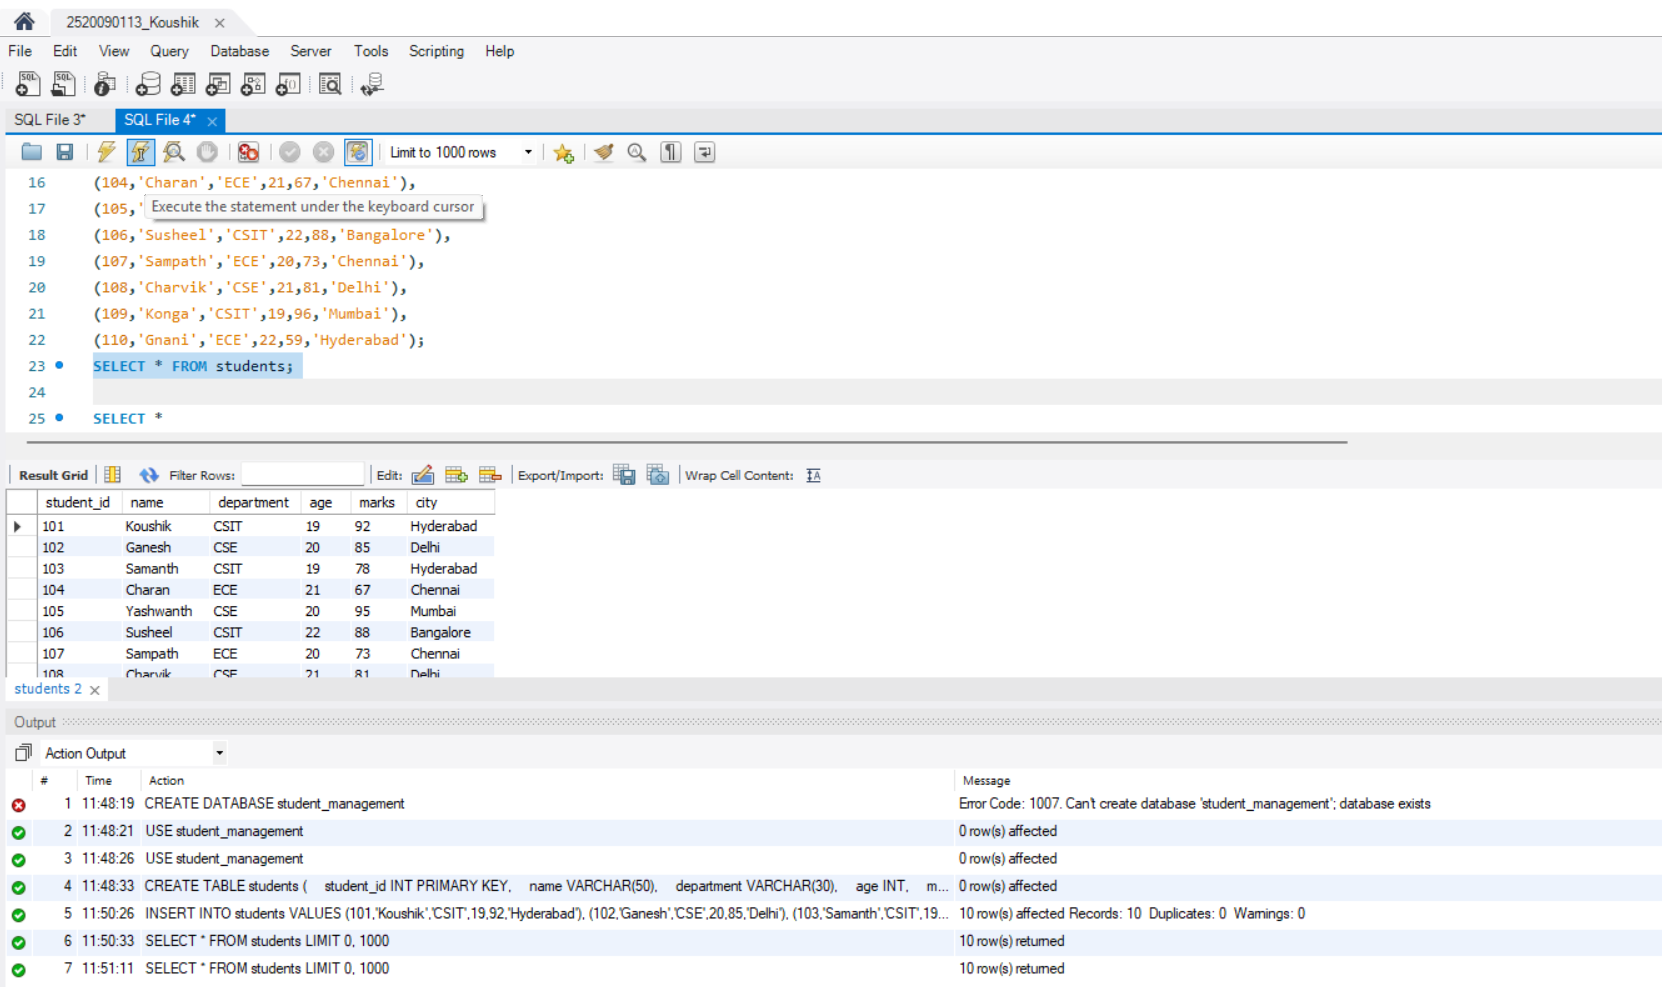 2520090113_Koushik ×
File Edit View Query Database Server Tools Scripting Help
SQL File 3* SQL File 4* ×
Limit to 1000 rows
16 (104,'Charan','ECE',21,67,'Chennai'),
17 (105,' Execute the statement under the keyboard cursor
18 (106,'Susheel','CSIT',22,88,'Bangalore'),
19 (107,'Sampath','ECE',20,73,'Chennai'),
20 (108,'Charvik','CSE',21,81,'Delhi'),
21 (109,'Konga','CSIT',19,96,'Mumbai'),
22 (110,'Gnani','ECE',22,59,'Hyderabad');
23 SELECT * FROM students;
24
25 SELECT *
Result Grid Filter Rows: Edit: Export/Import: Wrap Cell Content:
student_id name department age marks city
101 Koushik CSIT 19 92 Hyderabad
102 Ganesh CSE 20 85 Delhi
103 Samanth CSIT 19 78 Hyderabad
104 Charan ECE 21 67 Chennai
105 Yashwanth CSE 20 95 Mumbai
106 Susheel CSIT 22 88 Bangalore
107 Sampath ECE 20 73 Chennai
108 Charvik CSE 21 81 Delhi
students 2 ×
Output
Action Output
# Time Action Message
1 11:48:19 CREATE DATABASE student_management Error Code: 1007. Can't create database 'student_management'; database exists
2 11:48:21 USE student_management 0 row(s) affected
3 11:48:26 USE student_management 0 row(s) affected
4 11:48:33 CREATE TABLE students ( student_id INT PRIMARY KEY, name VARCHAR(50), department VARCHAR(30), age INT, m... 0 row(s) affected
5 11:50:26 INSERT INTO students VALUES (101,'Koushik','CSIT',19,92,'Hyderabad'), (102,'Ganesh','CSE',20,85,'Delhi'), (103,'Samanth','CSIT',19... 10 row(s) affected Records: 10 Duplicates: 0 Warnings: 0
6 11:50:33 SELECT * FROM students LIMIT 0, 1000 10 row(s) returned
7 11:51:11 SELECT * FROM students LIMIT 0, 1000 10 row(s) returned